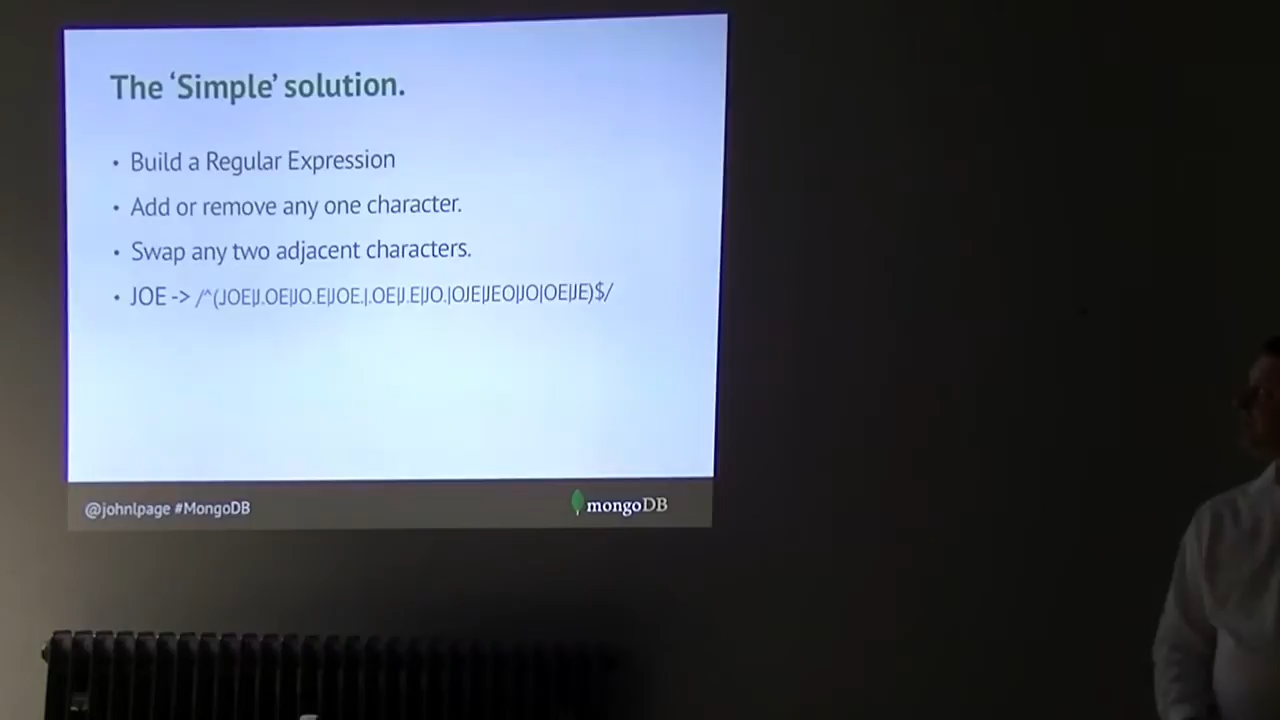 The ‘Simple’ solution.
• Build a Regular Expression
• Add or remove any one character.
• Swap any two adjacent characters.
• JOE -> /^(JOE|J.OE|JO.E|JOE.|.OE|J.E|JO.|OJE|JEO|JO|OE|JE)$/
@johnlpage #MongoDB
mongoDB